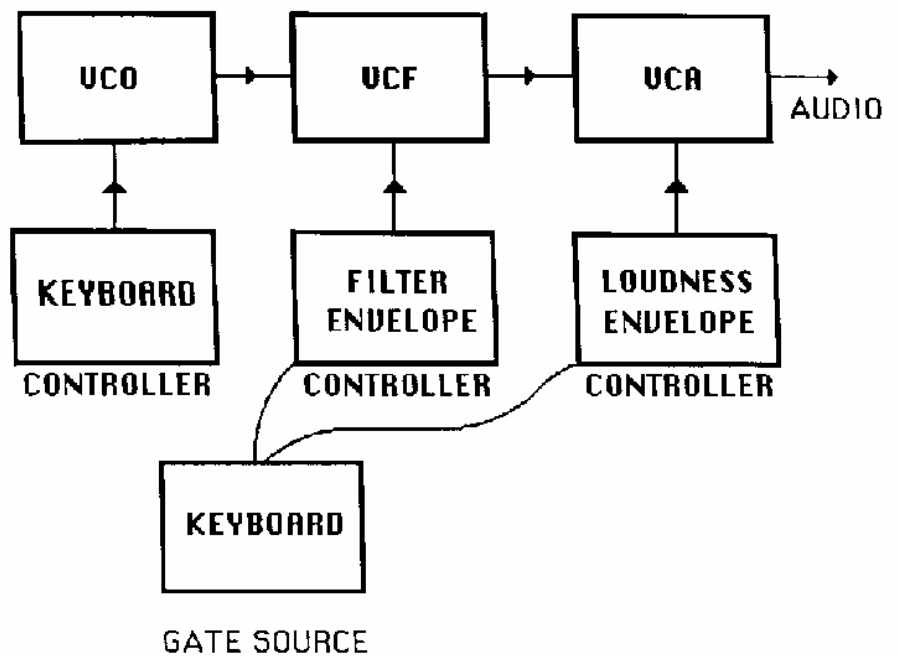 VCO
VCF
VCA
AUDIO
KEYBOARD
FILTER
ENVELOPE
LOUDNESS
ENVELOPE
CONTROLLER
CONTROLLER
CONTROLLER
KEYBOARD
GATE SOURCE